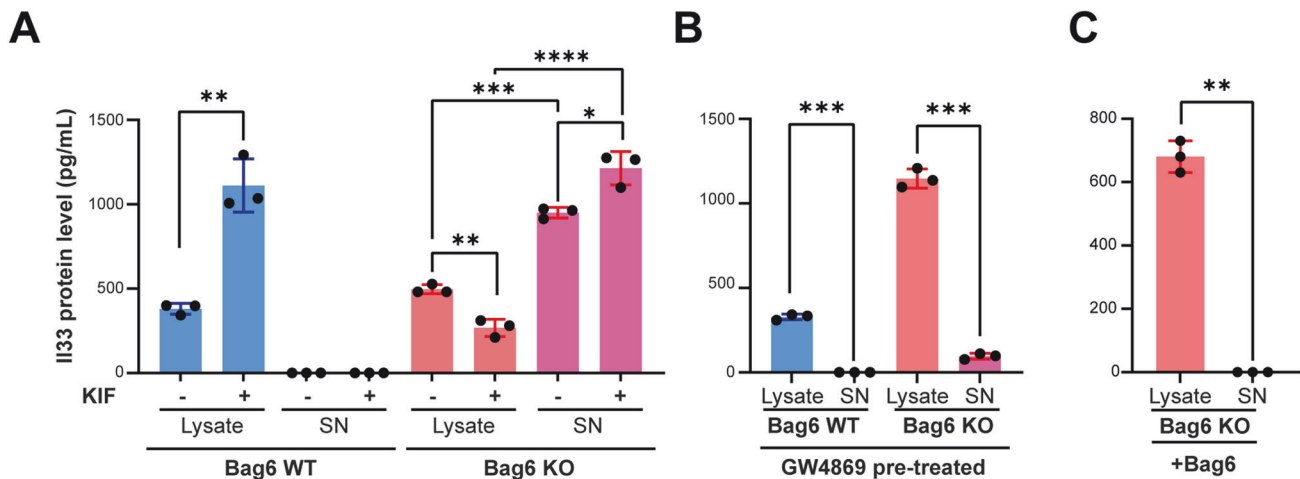 A
B
C
**** 
*** 
** 
* 
** 
Il33 protein level (pg/mL)
1500
1000
500
0
KIF - + - + - + - +
Lysate SN Lysate SN
Bag6 WT Bag6 KO
*** ***
1500
1000
500
0
Lysate SN Lysate SN
Bag6 WT Bag6 KO
GW4869 pre-treated
**
800
600
400
200
0
Lysate SN
Bag6 KO
+Bag6